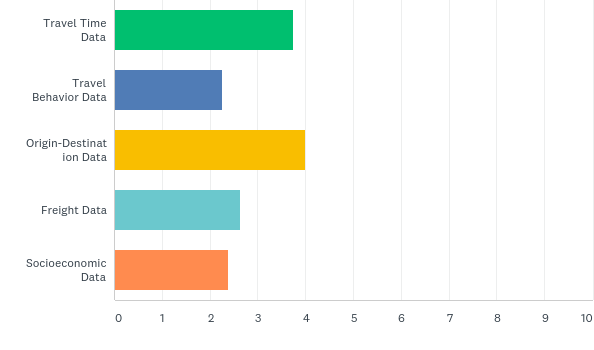 Travel Time
Data
Travel
Behavior Data
Origin-Destinat
ion Data
Freight Data
Socioeconomic
Data
0 1 2 3 4 5 6 7 8 9 10